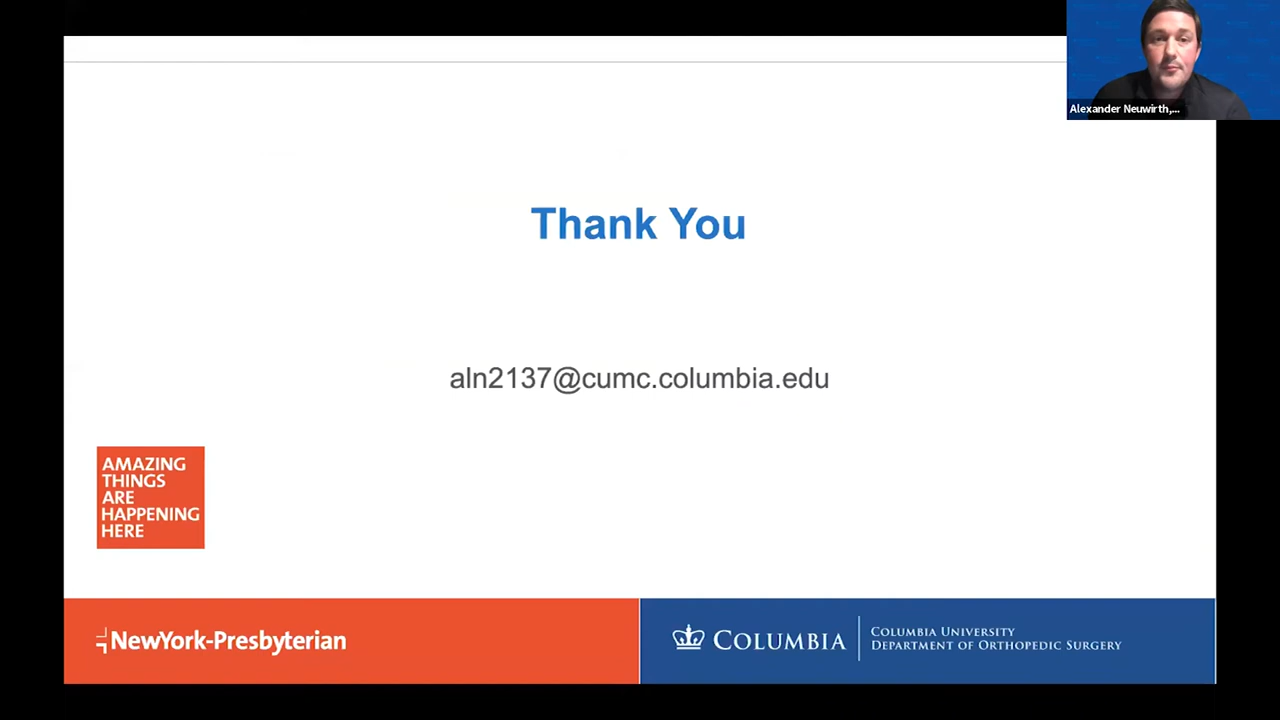 Alexander Neuwirth,...
Thank You
aln2137@cumc.columbia.edu
AMAZING
THINGS
ARE
HAPPENING
HERE
NewYork-Presbyterian
COLUMBIA
COLUMBIA UNIVERSITY
DEPARTMENT OF ORTHOPEDIC SURGERY